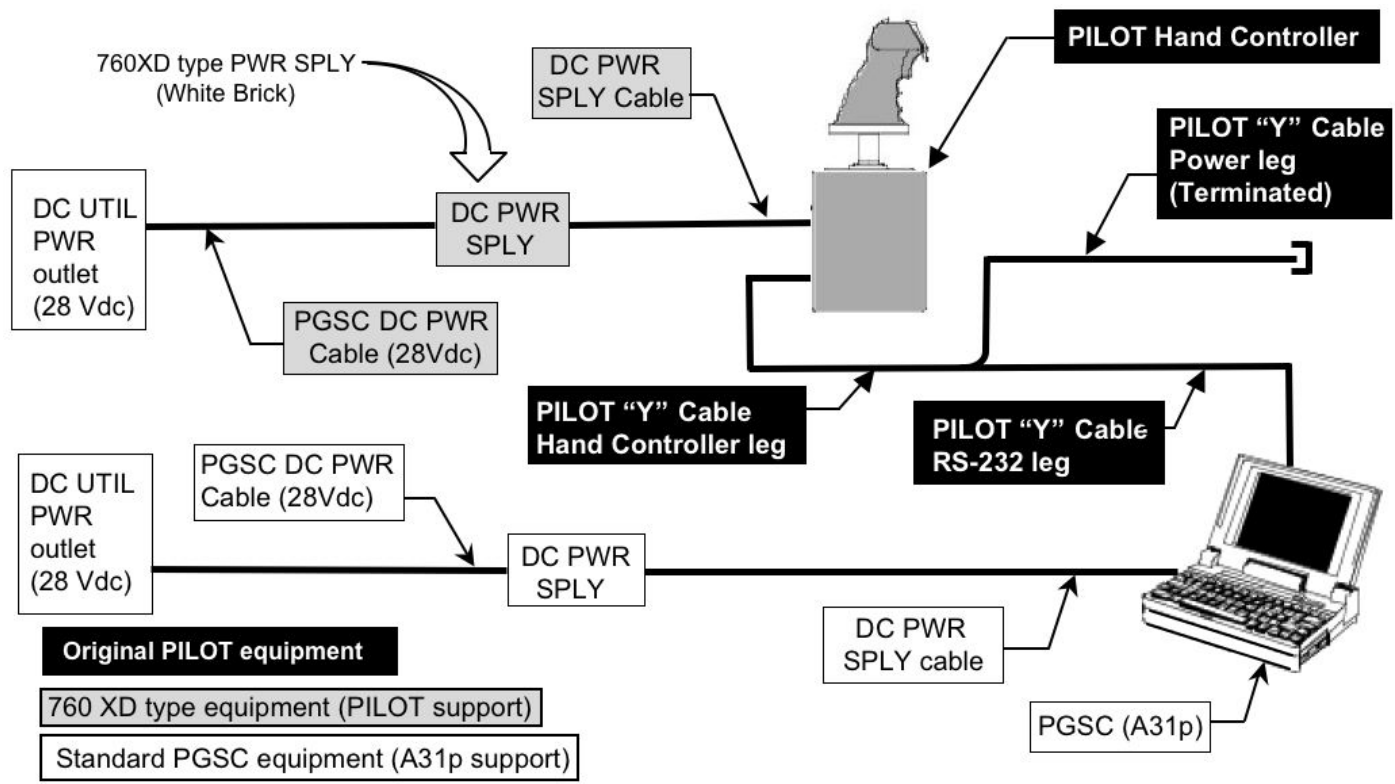 760XD type PWR SPLY
(White Brick)
DC PWR
SPLY Cable
PILOT Hand Controller
PILOT “Y” Cable
Power leg
(Terminated)
DC UTIL
PWR
outlet
(28 Vdc)
DC PWR
SPLY
PGSC DC PWR
Cable (28Vdc)
PILOT “Y” Cable
Hand Controller leg
PILOT “Y” Cable
RS-232 leg
DC UTIL
PWR
outlet
(28 Vdc)
PGSC DC PWR
Cable (28Vdc)
DC PWR
SPLY
DC PWR
SPLY cable
PGSC (A31p)
Original PILOT equipment
760 XD type equipment (PILOT support)
Standard PGSC equipment (A31p support)